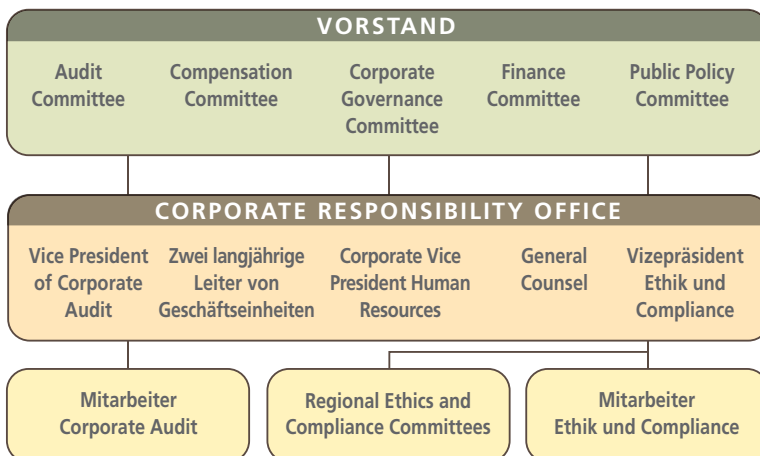 VORSTAND
Audit
Committee
Compensation
Committee
Corporate
Governance
Committee
Finance
Committee
Public Policy
Committee
CORPORATE RESPONSIBILITY OFFICE
Vice President
of Corporate
Audit
Zwei langjährige
Leiter von
Geschäftseinheiten
Corporate Vice
President Human
Resources
General
Counsel
Vizepräsident
Ethik und
Compliance
Mitarbeiter
Corporate Audit
Regional Ethics and
Compliance Committees
Mitarbeiter
Ethik und Compliance